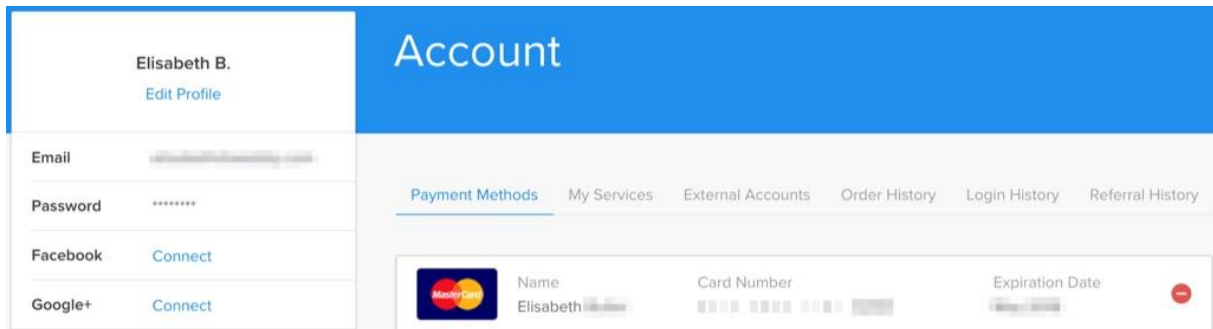 Elisabeth B.
Edit Profile
Email
Password ********
Facebook Connect
Google+ Connect
Account
Payment Methods My Services External Accounts Order History Login History Referral History
MasterCard
Name Card Number Expiration Date
Elisabeth